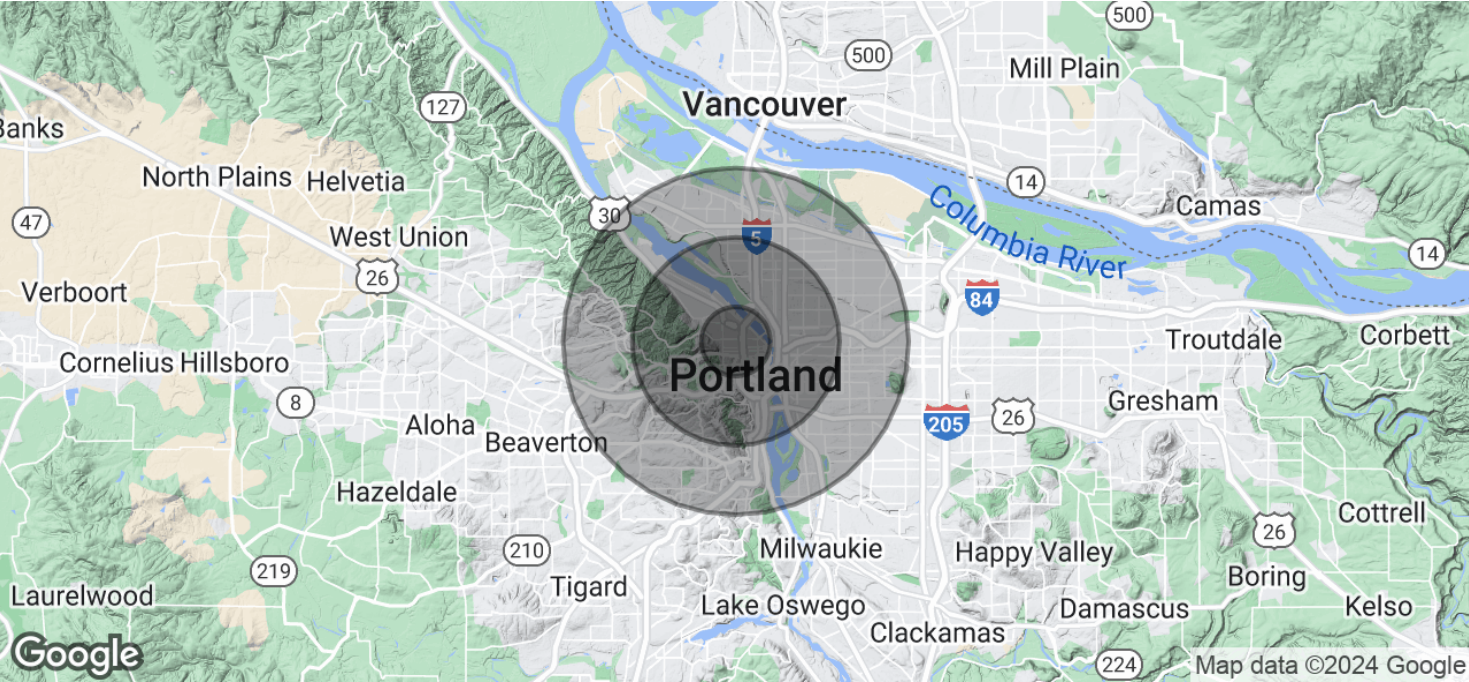 500
500
Mill Plain
Vancouver
127
Banks
North Plains
Helvetia
14
Camas
47
30
Columbia River
5
West Union
14
26
84
Verboort
Troutdale
Corbett
Cornelius
Hillsboro
Portland
8
Gresham
26
205
Aloha
Beaverton
Hazeldale
Cottrell
26
210
Milwaukie
Happy Valley
219
Tigard
Boring
Laurelwood
Lake Oswego
Damascus
Kelso
Clackamas
Google
224
Map data ©2024 Google